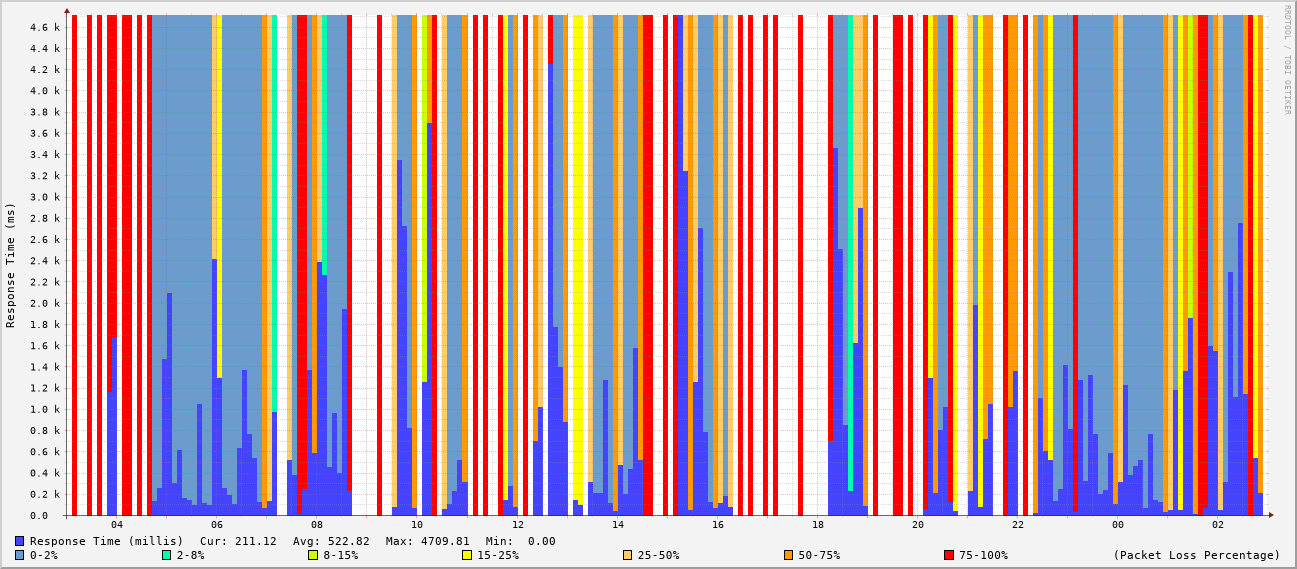 RRDTOOL / TOBI OETIKER
Response Time (ms)
4.6 k
4.4 k
4.2 k
4.0 k
3.8 k
3.6 k
3.4 k
3.2 k
3.0 k
2.8 k
2.6 k
2.4 k
2.2 k
2.0 k
1.8 k
1.6 k
1.4 k
1.2 k
1.0 k
0.8 k
0.6 k
0.4 k
0.2 k
0.0
04 06 08 10 12 14 16 18 20 22 00 02
Response Time (millis) Cur: 211.12 Avg: 522.82 Max: 4709.81 Min: 0.00
0-2% 2-8% 8-15% 15-25% 25-50% 50-75% 75-100% (Packet Loss Percentage)